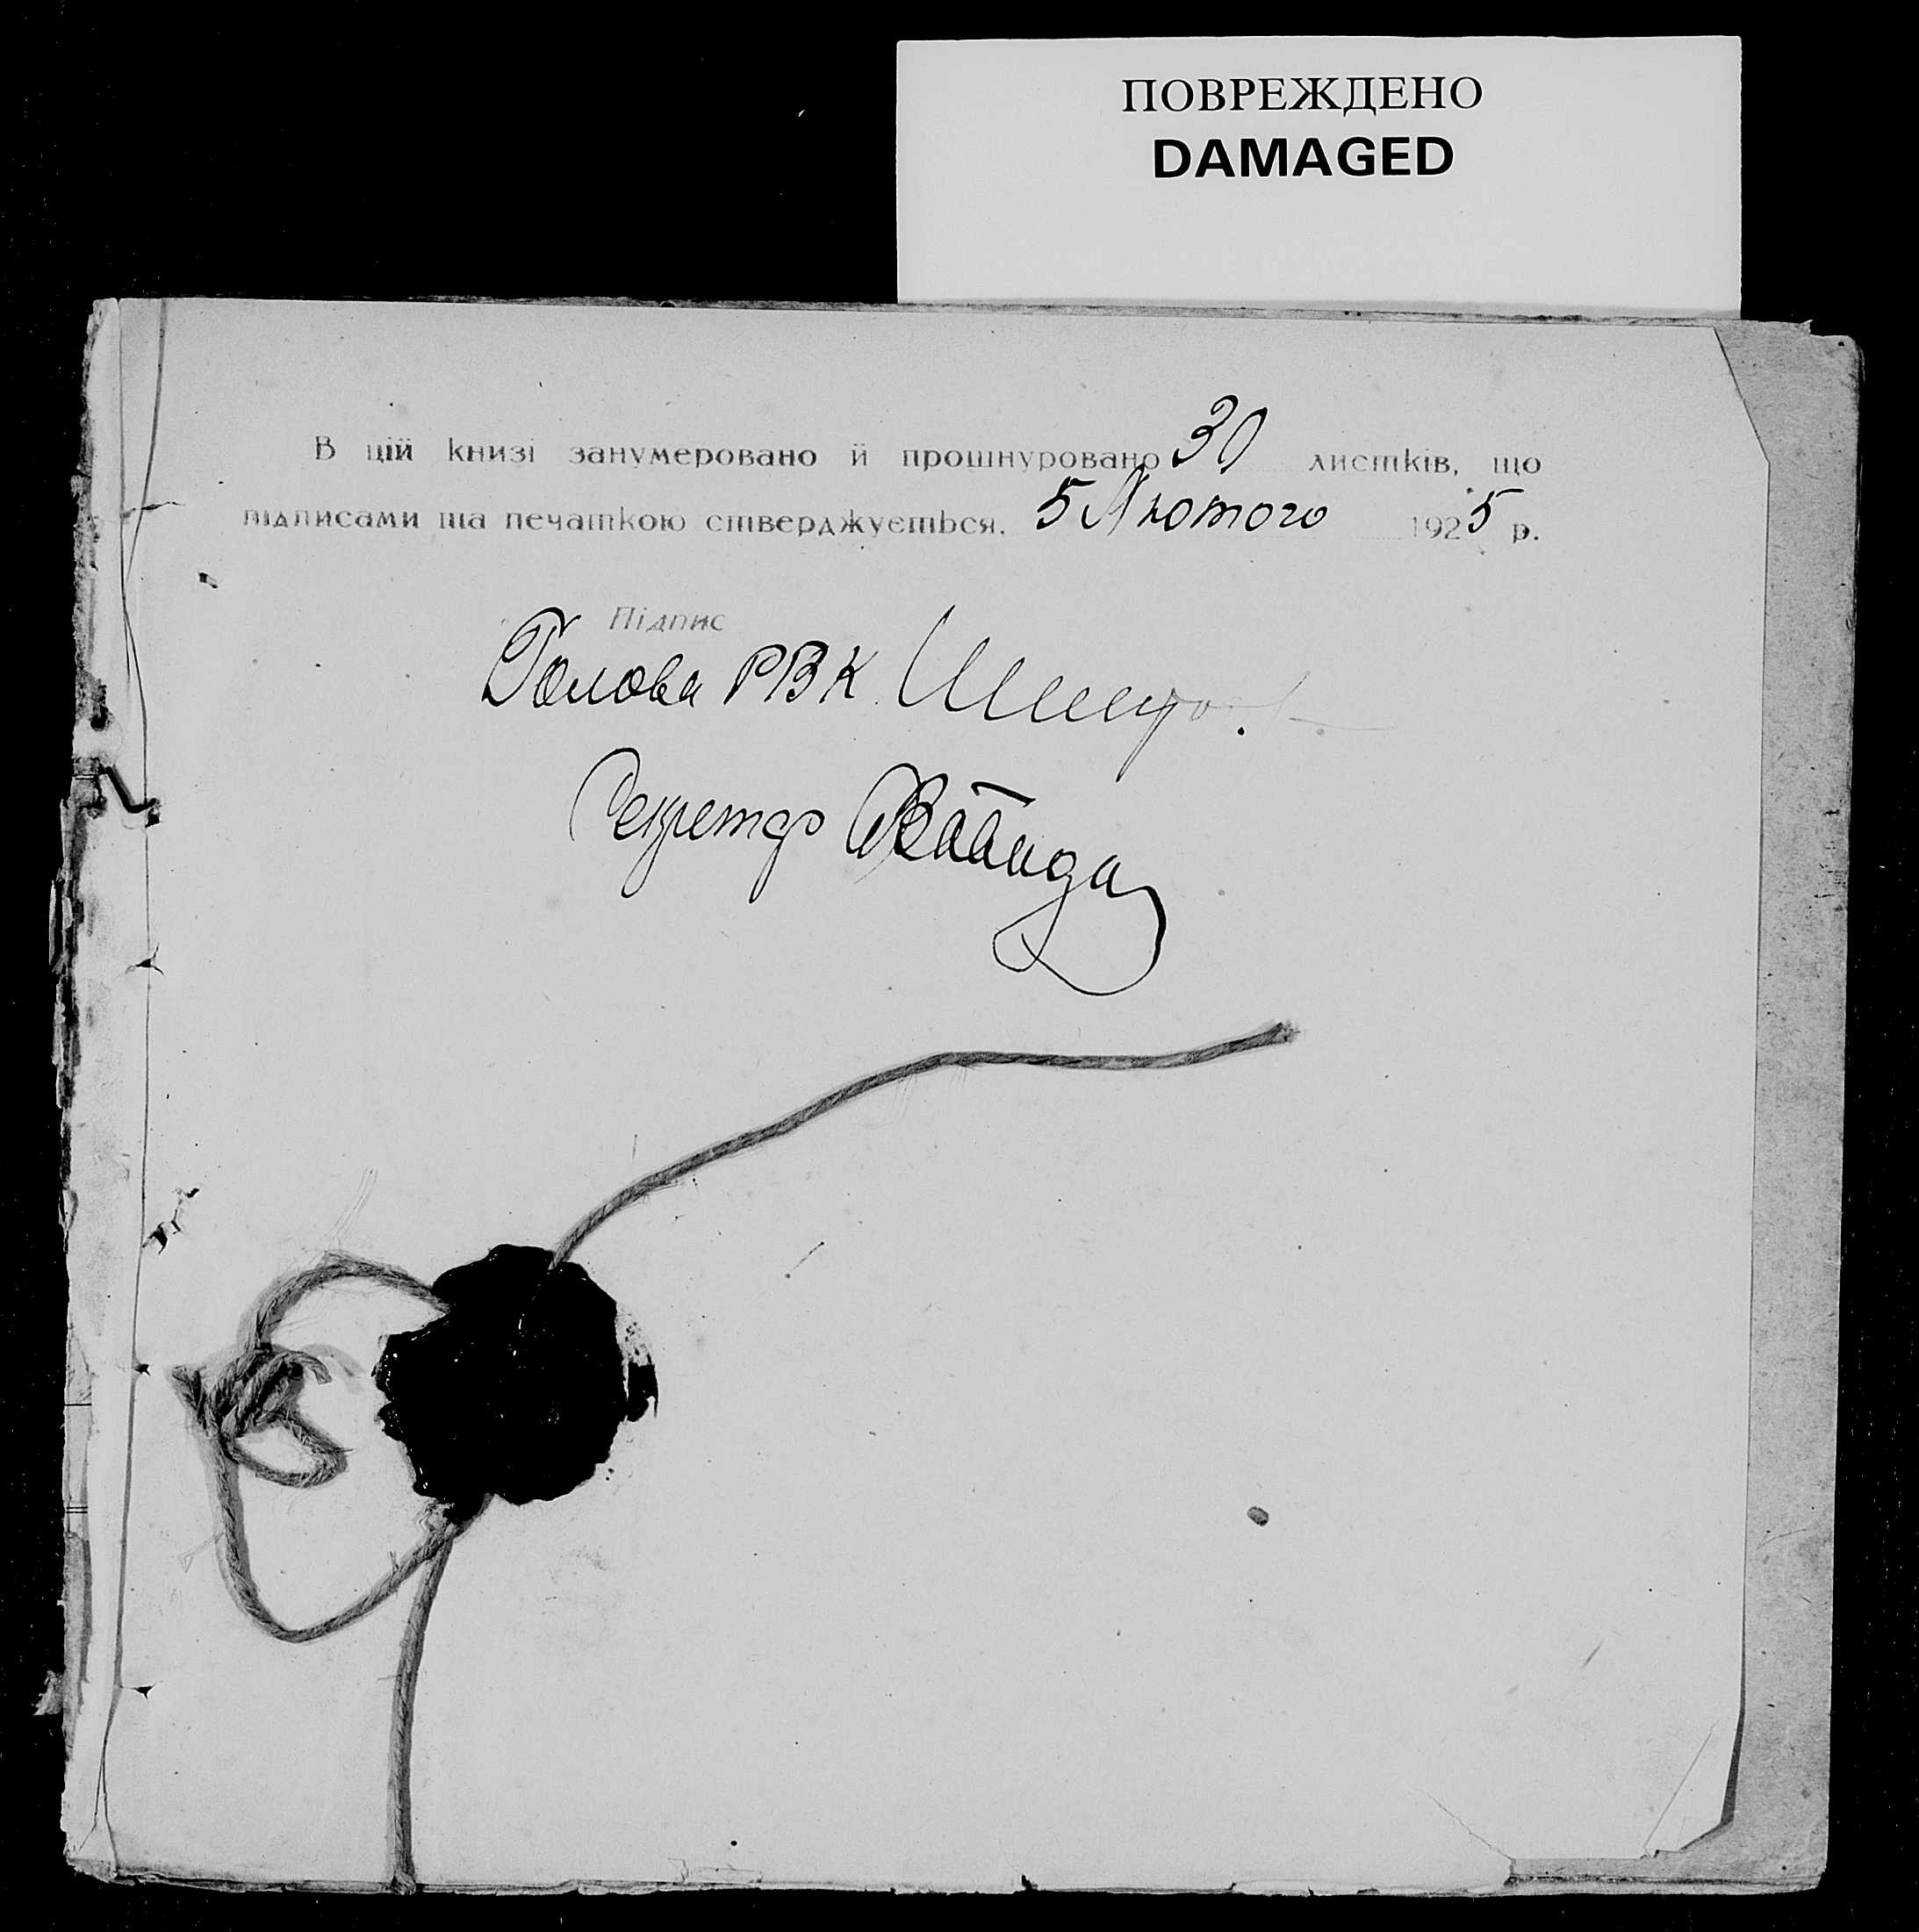 ПОВРЕЖДЕНО
DAMAGED
В цій книзі занумеровано й прошнуровано 30 листків, що
підписами та печаткою стверджується. 5 Лютого 1925 р.
Підпис
Голова РВК
Секретар